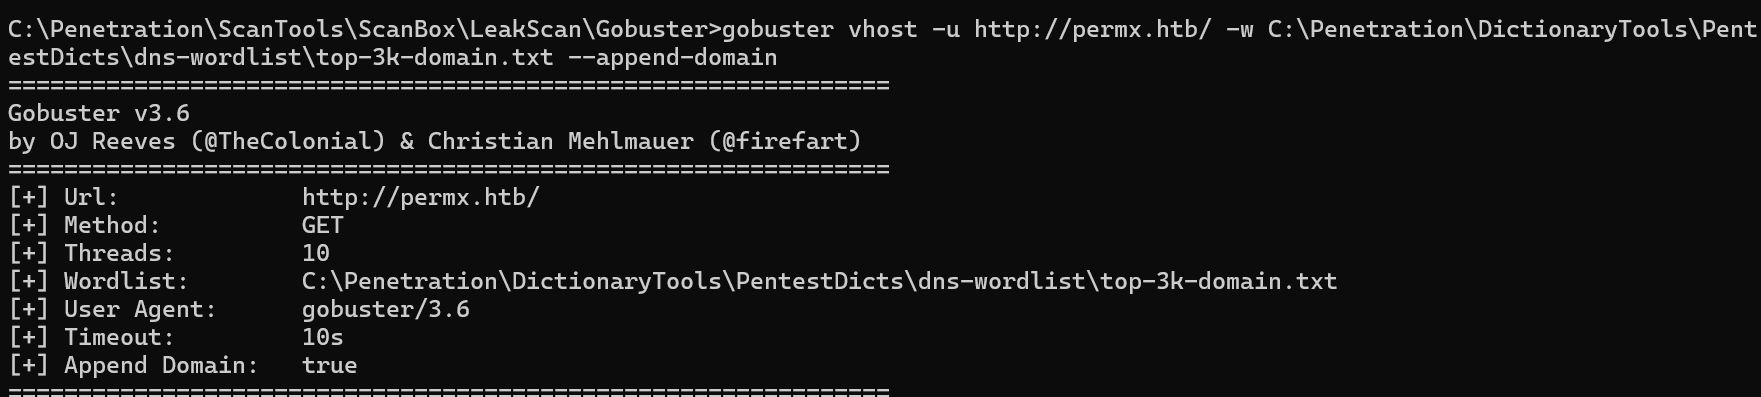 C:\Penetration\ScanTools\ScanBox\LeakScan\Gobuster>gobuster vhost -u http://permx.htb/ -w C:\Penetration\DictionaryTools\Pent
estDicts\dns-wordlist\top-3k-domain.txt --append-domain
===============================================================
Gobuster v3.6
by OJ Reeves (@TheColonial) & Christian Mehlmauer (@firefart)
===============================================================
[+] Url:             http://permx.htb/
[+] Method:          GET
[+] Threads:         10
[+] Wordlist:        C:\Penetration\DictionaryTools\PentestDicts\dns-wordlist\top-3k-domain.txt
[+] User Agent:      gobuster/3.6
[+] Timeout:         10s
[+] Append Domain:   true
===============================================================